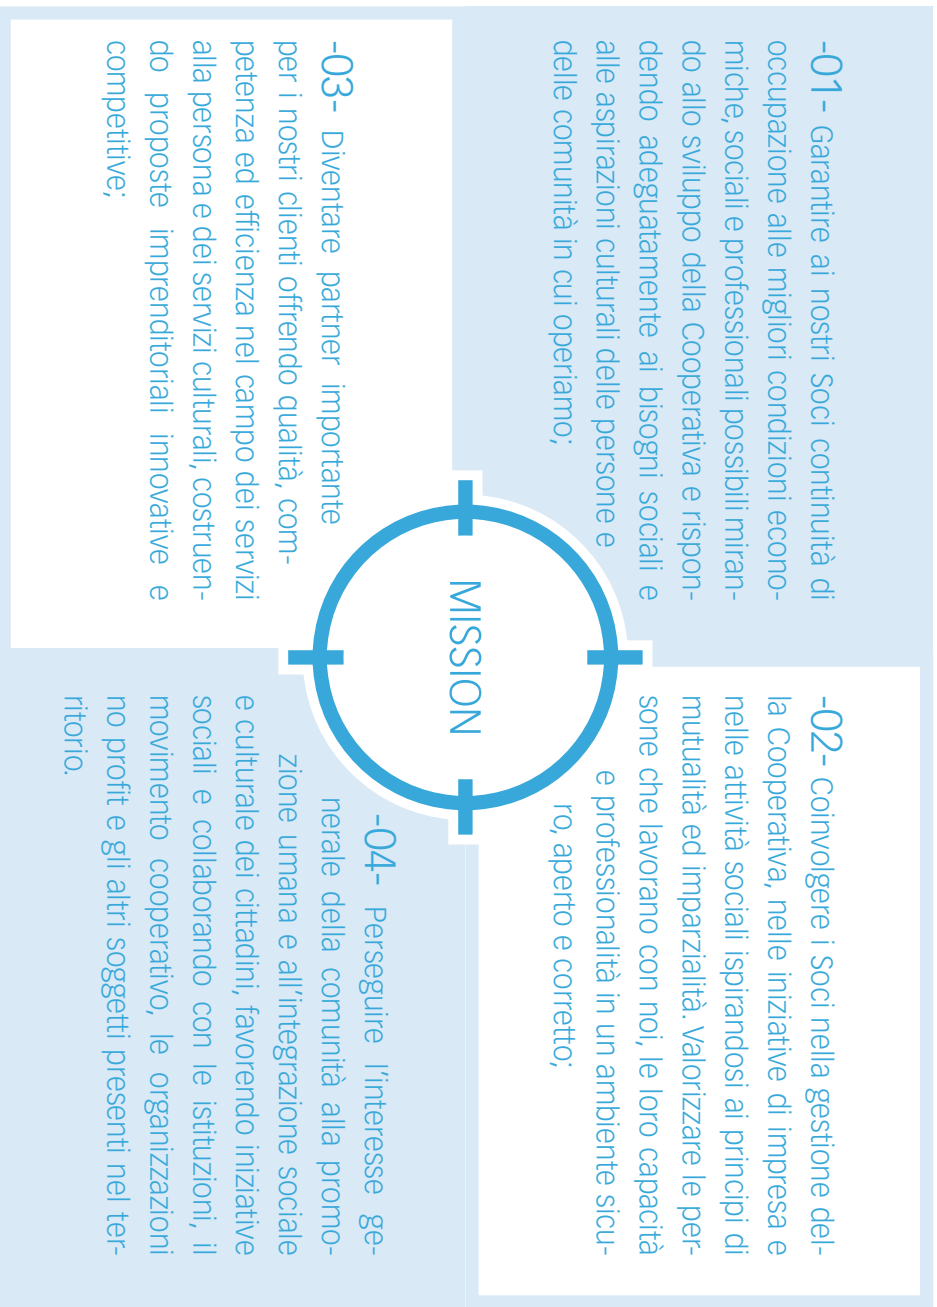 -01- Garantire ai nostri Soci continuità di
occupazione alle migliori condizioni econo-
miche, sociali e professionali possibili miran-
do allo sviluppo della Cooperativa e rispon-
dendo adeguatamente ai bisogni sociali e
alle aspirazioni culturali delle persone e
delle comunità in cui operiamo;
-02- Coinvolgere i Soci nella gestione del-
la Cooperativa, nelle iniziative di impresa e
nelle attività sociali ispirandosi ai principi di
mutualità ed imparzialità. Valorizzare le per-
sone che lavorano con noi, le loro capacità
e professionalità in un ambiente sicu-
ro, aperto e corretto;
MISSION
-03- Diventare partner importante
per i nostri clienti offrendo qualità, com-
petenza ed efficienza nel campo dei servizi
alla persona e dei servizi culturali, costruen-
do proposte imprenditoriali innovative e
competitive;
-04- Perseguire l'interesse ge-
nerale della comunità alla promo-
zione umana e all'integrazione sociale
e culturale dei cittadini, favorendo iniziative
sociali e collaborando con le istituzioni, il
movimento cooperativo, le organizzazioni
no profit e gli altri soggetti presenti nel ter-
ritorio.